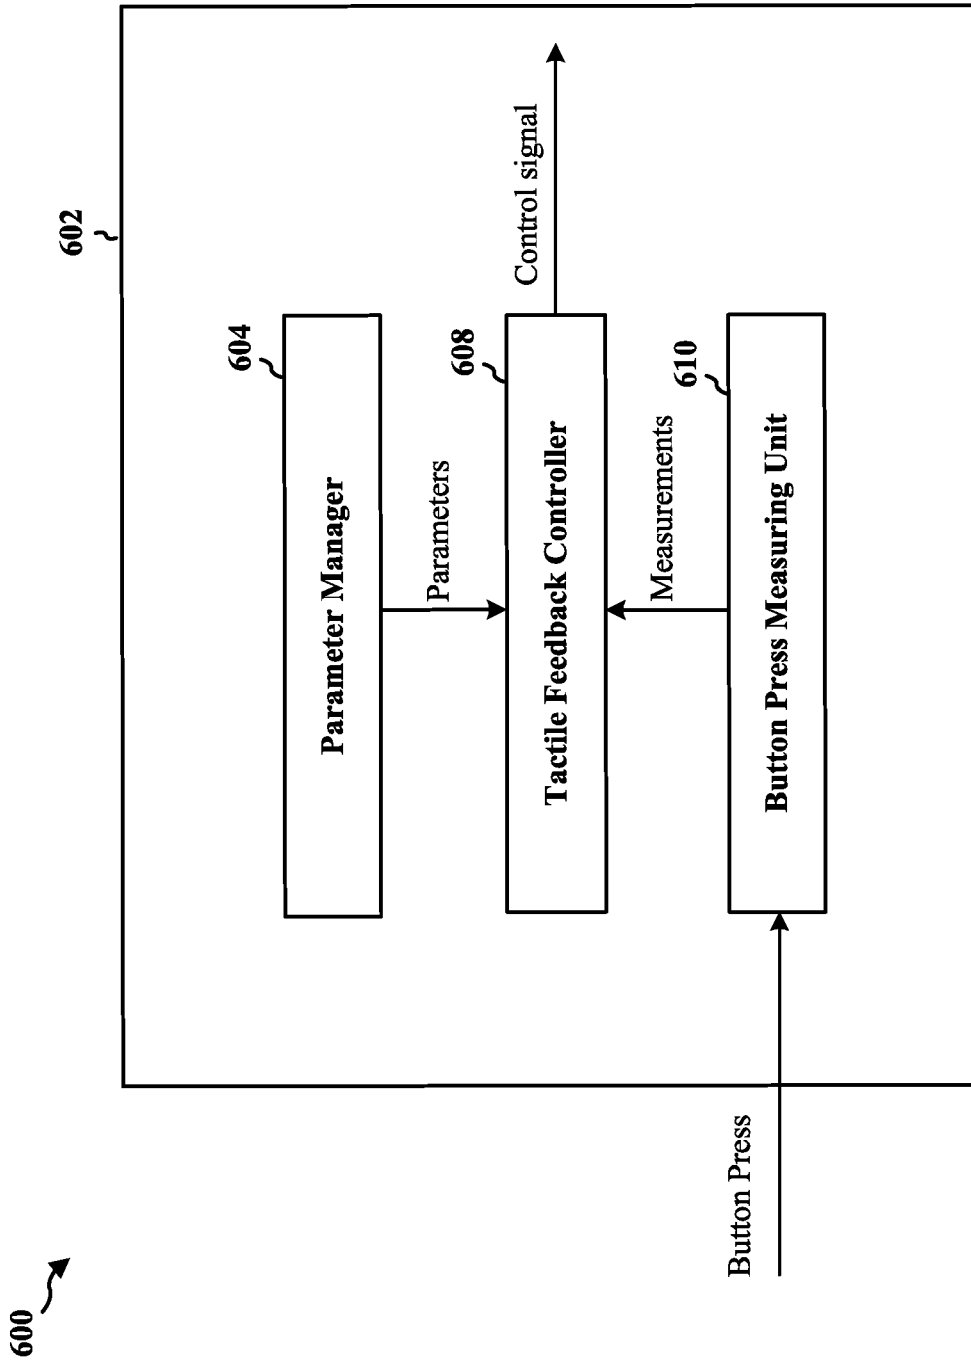 600
602
604
Parameter Manager
Parameters
608
Tactile Feedback Controller
Control signal
Measurements
610
Button Press Measuring Unit
Button Press